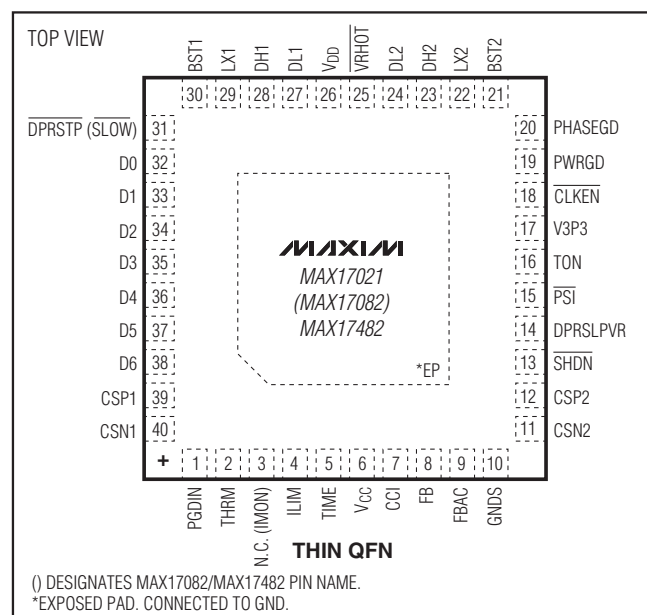 TOP VIEW
BST1 LX1 DH1 DL1 VDD VRHOT DL2 DH2 LX2 BST2
30 29 28 27 26 25 24 23 22 21
DPRSTP (SLOW) 31
D0 32
D1 33
D2 34
D3 35
D4 36
D5 37
D6 38
CSP1 39
CSN1 40
20 PHASEGD
19 PWRGD
18 CLKEN
17 V3P3
16 TON
15 PSI
14 DPRSLPVR
13 SHDN
12 CSP2
11 CSN2
MAXIM
MAX17021
(MAX17082)
MAX17482
*EP
+ 1 2 3 4 5 6 7 8 9 10
PGDIN THRM N.C. (IMON) ILIM TIME VCC CCI FB FBAC GNDS
THIN QFN
() DESIGNATES MAX17082/MAX17482 PIN NAME.
*EXPOSED PAD. CONNECTED TO GND.